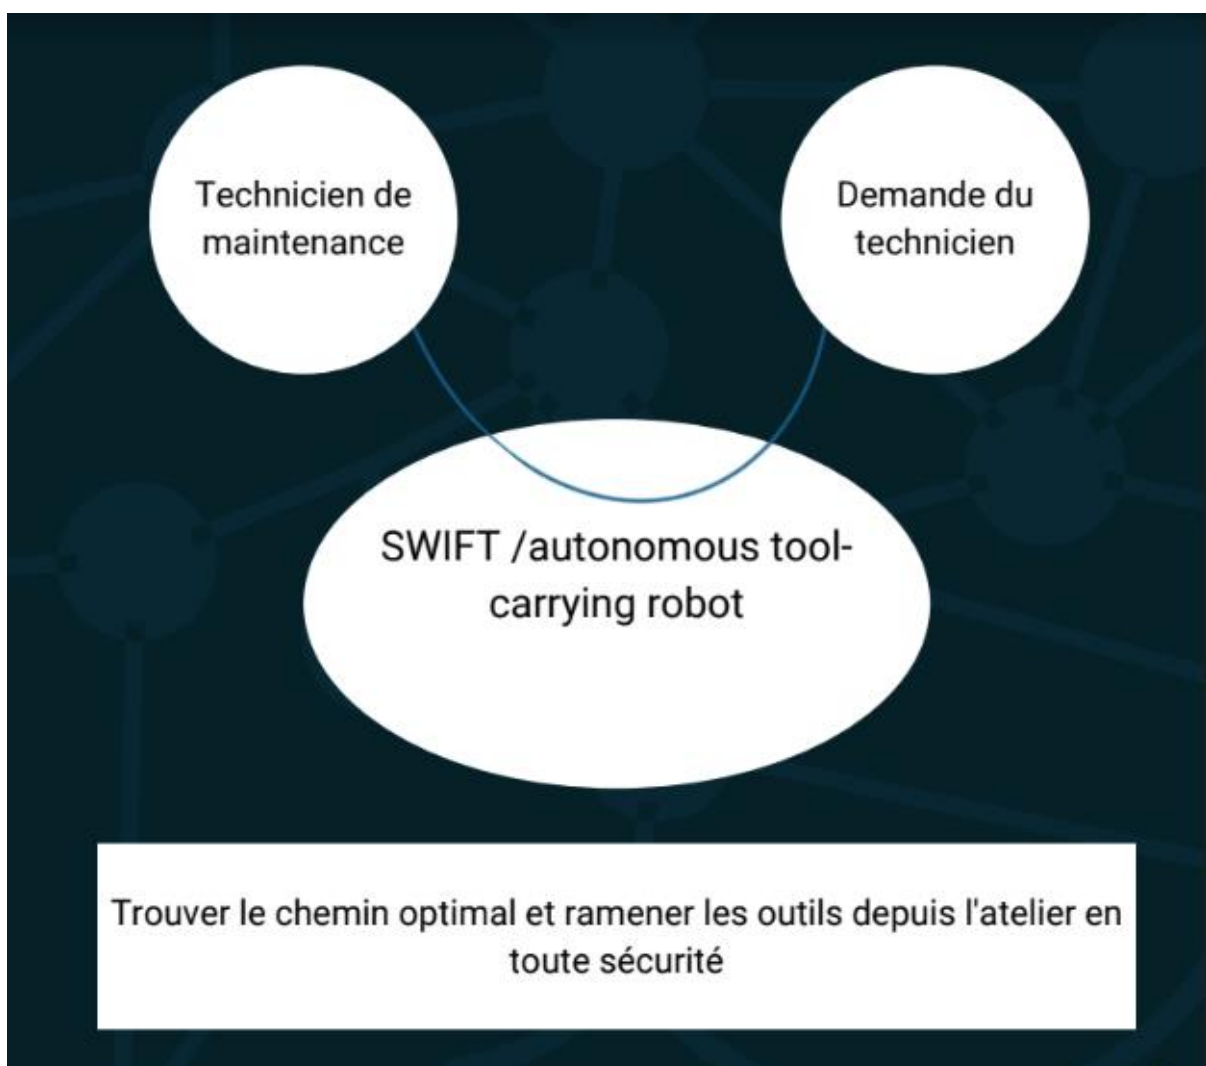 Technicien de
maintenance
Demande du
technicien
SWIFT /autonomous tool-
carrying robot
Trouver le chemin optimal et ramener les outils depuis l'atelier en
toute sécurité